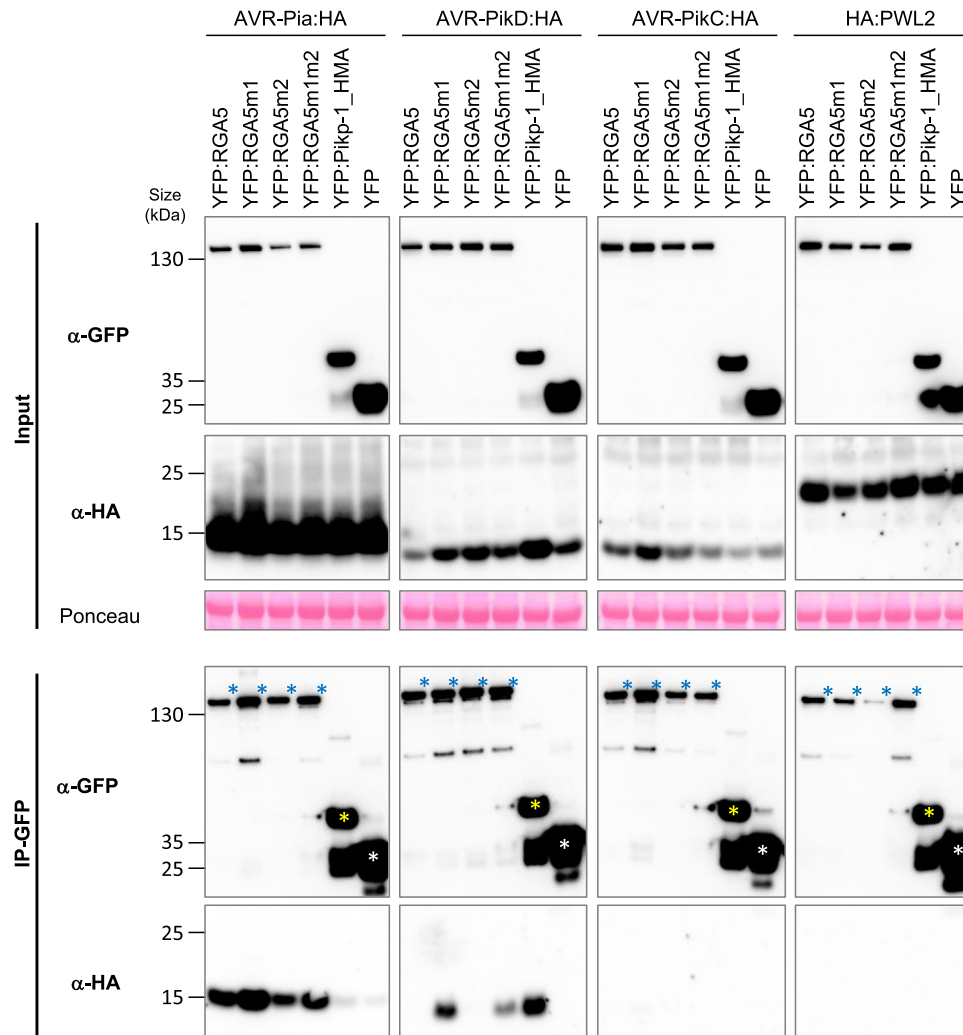 AVR-Pia:HA AVR-PikD:HA AVR-PikC:HA HA:PWL2
YFP:RGA5 YFP:RGA5m1 YFP:RGA5m2 YFP:RGA5m1m2 YFP:Pikp-1_HMA YFP YFP:RGA5 YFP:RGA5m1 YFP:RGA5m2 YFP:RGA5m1m2 YFP:Pikp-1_HMA YFP YFP:RGA5 YFP:RGA5m1 YFP:RGA5m2 YFP:RGA5m1m2 YFP:Pikp-1_HMA YFP YFP:RGA5 YFP:RGA5m1 YFP:RGA5m2 YFP:RGA5m1m2 YFP:Pikp-1_HMA YFP
Size
(kDa)
Input
130
α-GFP
35
25
25
α-HA
15
Ponceau
IP-GFP
* * * * * * * * * * * * * * * *
130
α-GFP
* * * *
35
* * * *
25
25
α-HA
15